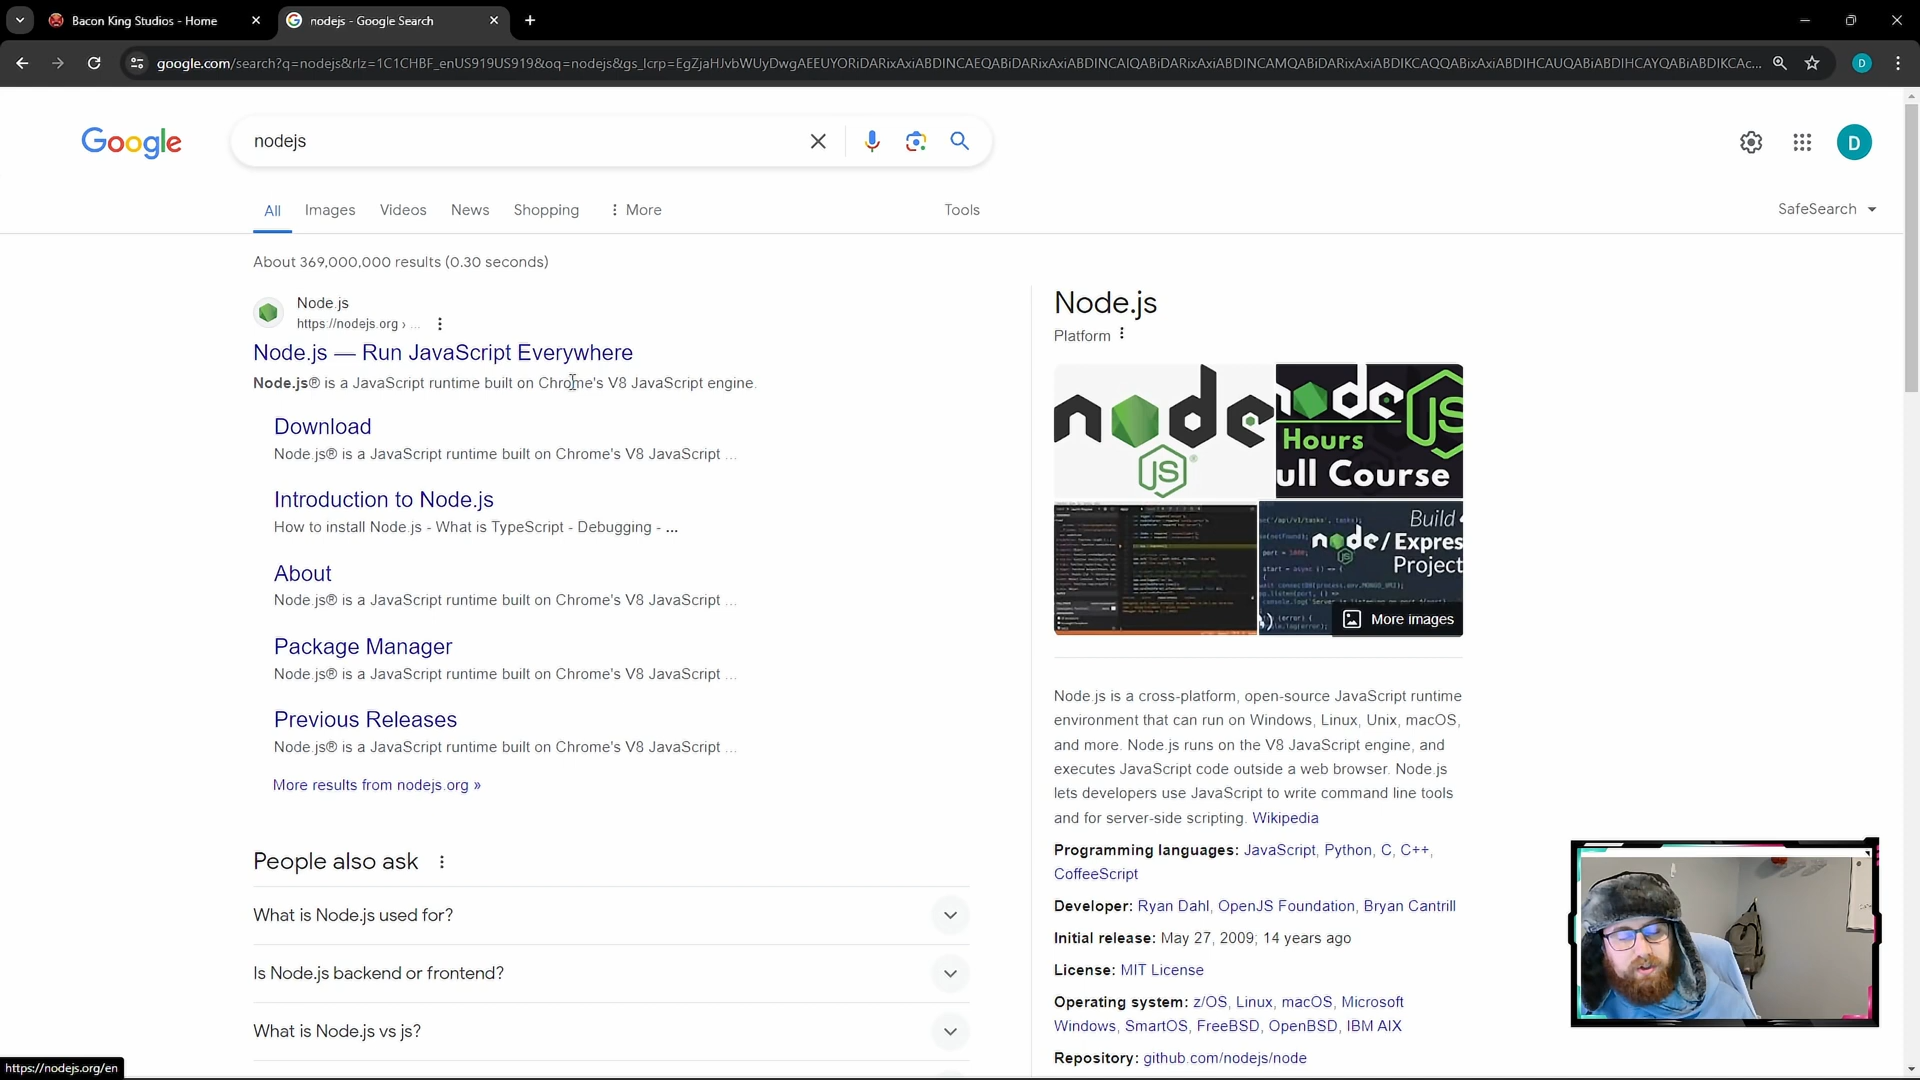 Bacon King Studios - Home
nodejs - Google Search
google.com/search?q=nodejs&rlz=1C1CHBF_enUS919US919&oq=nodejs&gs_lcrp=EgZjaHJvbWUyDwgAEEUYORiDARixAxiABDINCAEQABiDARixAxiABDINCAIQABiDARixAxiABDINCAMQABiDARixAxiABDIKCAQQABixAxiABDIHCAUQABiABDIHCAYQABiABDIKCAc...
D
Google
nodejs
D
All
Images
Videos
News
Shopping
More
Tools
SafeSearch
About 369,000,000 results (0.30 seconds)
Node.js
https://nodejs.org › ...
Node.js — Run JavaScript Everywhere
Node.js® is a JavaScript runtime built on Chrome's V8 JavaScript engine.
Download
Node.js® is a JavaScript runtime built on Chrome's V8 JavaScript ...
Introduction to Node.js
How to install Node.js - What is TypeScript - Debugging - ...
About
Node.js® is a JavaScript runtime built on Chrome's V8 JavaScript ...
Package Manager
Node.js® is a JavaScript runtime built on Chrome's V8 JavaScript ...
Previous Releases
Node.js® is a JavaScript runtime built on Chrome's V8 JavaScript ...
More results from nodejs.org »
People also ask
What is Node.js used for?
Is Node.js backend or frontend?
What is Node.js vs js?
https://nodejs.org/en
Node.js
Platform
node
JS
node
Hours
ull Course
JS
Build
node/Express
Project
More images
Node.js is a cross-platform, open-source JavaScript runtime
environment that can run on Windows, Linux, Unix, macOS,
and more. Node.js runs on the V8 JavaScript engine, and
executes JavaScript code outside a web browser. Node.js
lets developers use JavaScript to write command line tools
and for server-side scripting. Wikipedia
Programming languages: JavaScript, Python, C, C++,
CoffeeScript
Developer: Ryan Dahl, OpenJS Foundation, Bryan Cantrill
Initial release: May 27, 2009; 14 years ago
License: MIT License
Operating system: z/OS, Linux, macOS, Microsoft
Windows, SmartOS, FreeBSD, OpenBSD, IBM AIX
Repository: github.com/nodejs/node